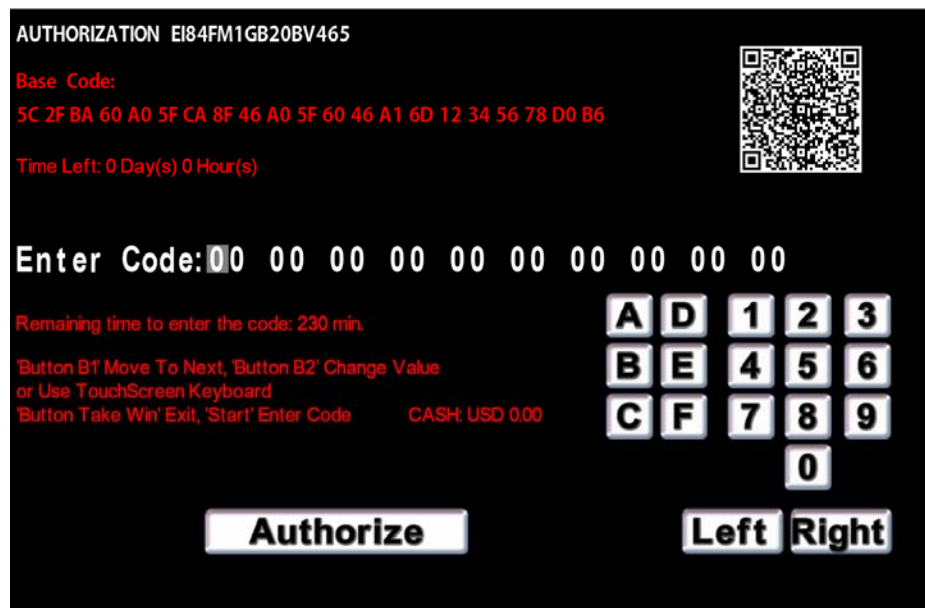 AUTHORIZATION EI84FM1GB20BV465
Base Code:
5C 2F BA 60 A0 5F CA 8F 46 A0 5F 60 46 A1 6D 12 34 56 78 D0 B6
Time Left: 0 Day(s) 0 Hour(s)
Enter Code: 00 00 00 00 00 00 00 00 00 00
Remaining time to enter the code: 230 min.
'Button B1' Move To Next, 'Button B2' Change Value
or Use TouchScreen Keyboard
'Button Take Win' Exit, 'Start' Enter Code CASH: USD 0.00
A D 1 2 3
B E 4 5 6
C F 7 8 9
0
Authorize Left Right